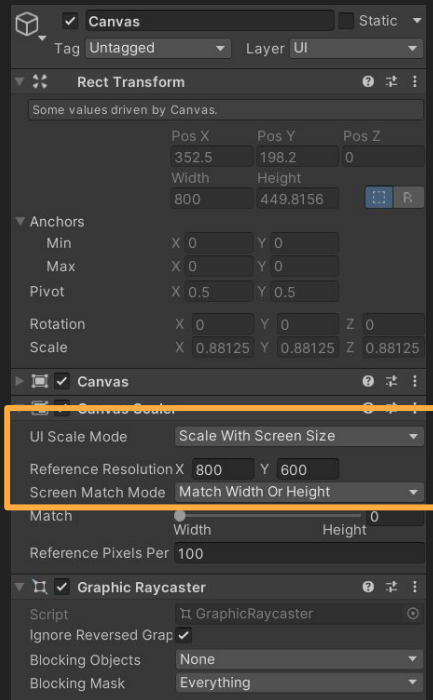 Canvas Static
Tag Untagged Layer UI
Rect Transform
Some values driven by Canvas.
Pos X Pos Y Pos Z
352.5 198.2 0
Width Height
800 449.8156 R
Anchors
Min X 0 Y 0
Max X 0 Y 0
Pivot X 0.5 Y 0.5
Rotation X 0 Y 0 Z 0
Scale X 0.88125 Y 0.88125 Z 0.88125
Canvas
Canvas Scaler
UI Scale Mode Scale With Screen Size
Reference Resolution X 800 Y 600
Screen Match Mode Match Width Or Height
Match 0
Width Height
Reference Pixels Per 100
Graphic Raycaster
Script GraphicRaycaster
Ignore Reversed Grap
Blocking Objects None
Blocking Mask Everything